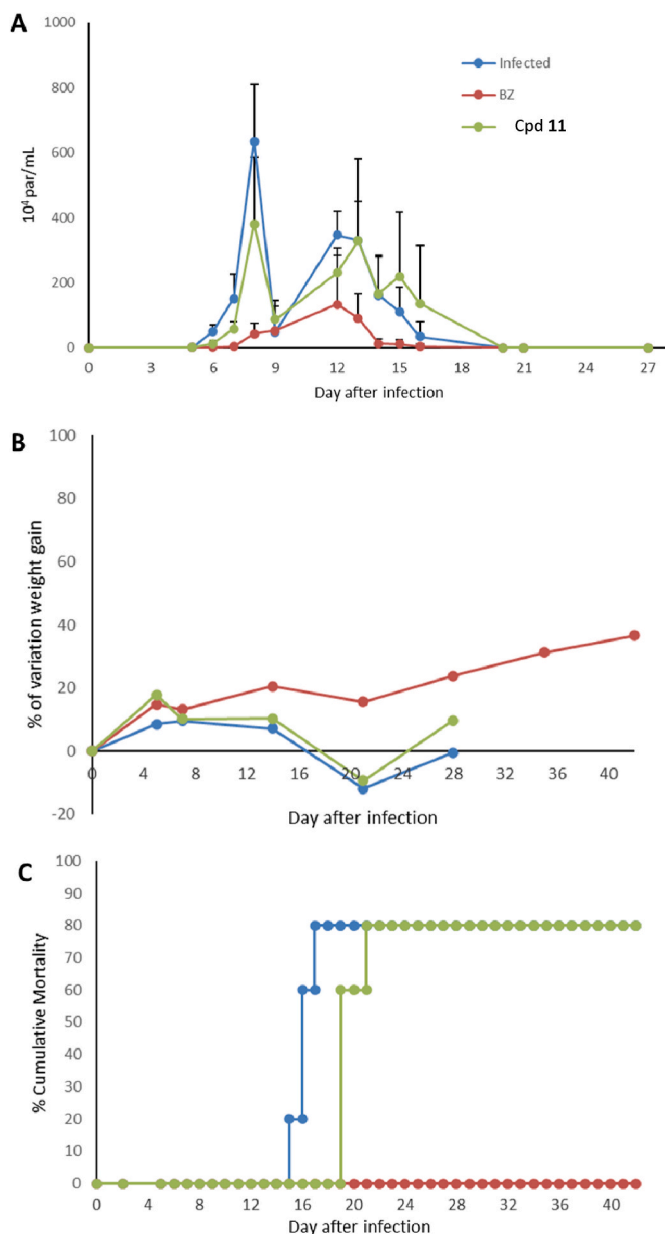 A
1000
800
600
400
200
0
10⁴ par/mL
Infected
BZ
Cpd 11
0 3 6 9 12 15 18 21 24 27
Day after infection
B
100
80
60
40
20
0
-20
% of variation weight gain
0 4 8 12 16 20 24 28 32 36 40
Day after infection
C
100
90
80
70
60
50
40
30
20
10
0
% Cumulative Mortality
0 4 8 12 16 20 24 28 32 36 40
Day after infection